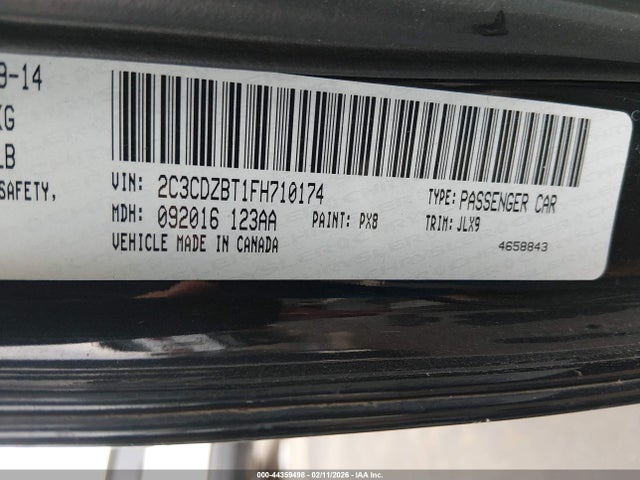 9-14
KG
LB
SAFETY,
VIN: 2C3CDZBT1FH710174
TYPE: PASSENGER CAR
MDH: 092016 123AA
PAINT: PX8
TRIM: JLX9
VEHICLE MADE IN CANADA
4658843
000-44359498 - 02/11/2026 - IAA Inc.